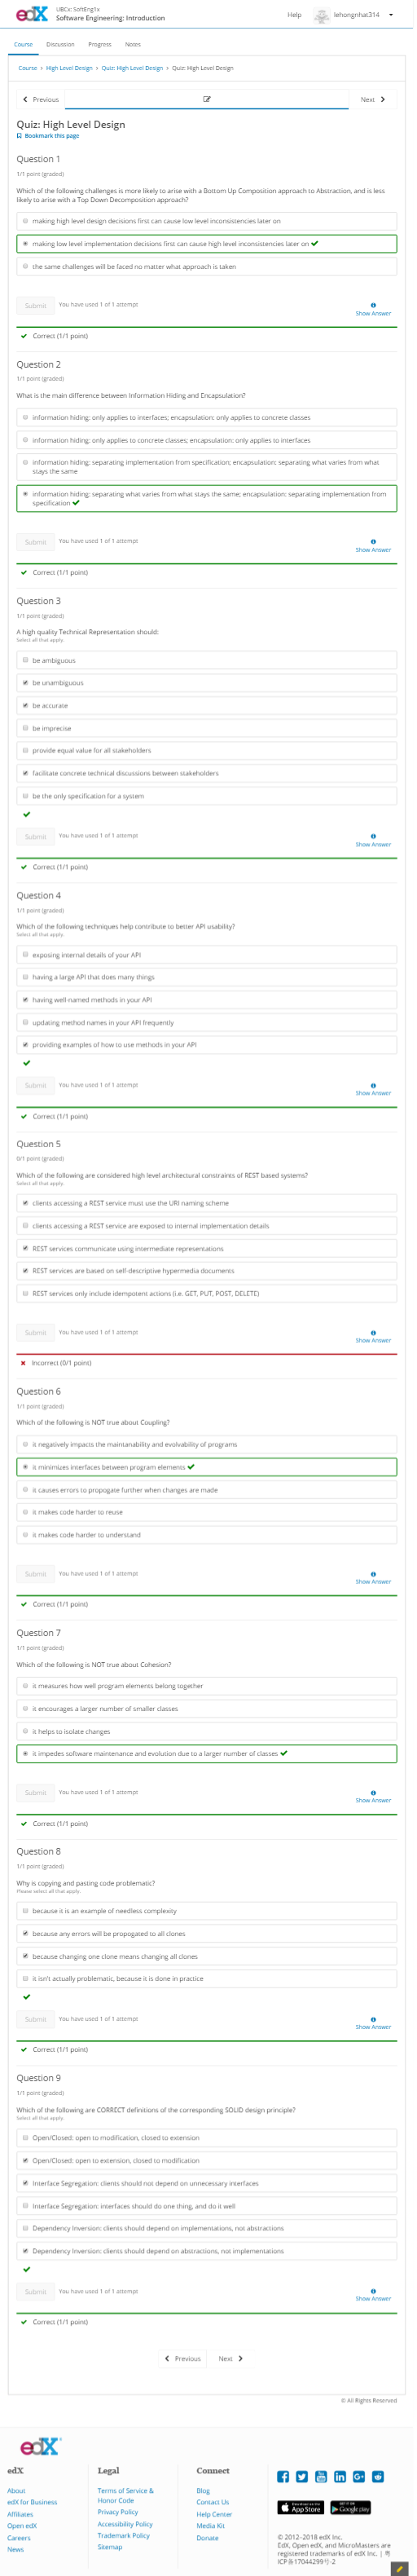 edX
UBCx: SoftEng1x
Software Engineering: Introduction
Help
lehongnhat314
Course Discussion Progress Notes
Course > High Level Design > Quiz: High Level Design > Quiz: High Level Design
Previous
Next
Quiz: High Level Design
Bookmark this page
Question 1
1/1 point (graded)
Which of the following challenges is more likely to arise with a Bottom Up Composition approach to Abstraction, and is less
likely to arise with a Top Down Decomposition approach?
making high level design decisions first can cause low level inconsistencies later on
making low level implementation decisions first can cause high level inconsistencies later on
the same challenges will be faced no matter what approach is taken
Submit
You have used 1 of 1 attempt
Show Answer
Correct (1/1 point)
Question 2
1/1 point (graded)
What is the main difference between Information Hiding and Encapsulation?
information hiding: only applies to interfaces; encapsulation: only applies to concrete classes
information hiding: only applies to concrete classes; encapsulation: only applies to interfaces
information hiding: separating implementation from specification; encapsulation: separating what varies from what
stays the same
information hiding: separating what varies from what stays the same; encapsulation: separating implementation from
specification
Submit
You have used 1 of 1 attempt
Show Answer
Correct (1/1 point)
Question 3
1/1 point (graded)
A high quality Technical Representation should:
Select all that apply.
be ambiguous
be unambiguous
be accurate
be imprecise
provide equal value for all stakeholders
facilitate concrete technical discussions between stakeholders
be the only specification for a system
Submit
You have used 1 of 1 attempt
Show Answer
Correct (1/1 point)
Question 4
1/1 point (graded)
Which of the following techniques help contribute to better API usability?
Select all that apply.
exposing internal details of your API
having a large API that does many things
having well-named methods in your API
updating method names in your API frequently
providing examples of how to use methods in your API
Submit
You have used 1 of 1 attempt
Show Answer
Correct (1/1 point)
Question 5
0/1 point (graded)
Which of the following are considered high level architectural constraints of REST based systems?
Select all that apply.
clients accessing a REST service must use the URI naming scheme
clients accessing a REST service are exposed to internal implementation details
REST services communicate using intermediate representations
REST services are based on self-descriptive hypermedia documents
REST services only include idempotent actions (i.e. GET, PUT, POST, DELETE)
Submit
You have used 1 of 1 attempt
Show Answer
Incorrect (0/1 point)
Question 6
1/1 point (graded)
Which of the following is NOT true about Coupling?
it negatively impacts the maintanability and evolvability of programs
it minimizes interfaces between program elements
it causes errors to propogate further when changes are made
it makes code harder to reuse
it makes code harder to understand
Submit
You have used 1 of 1 attempt
Show Answer
Correct (1/1 point)
Question 7
1/1 point (graded)
Which of the following is NOT true about Cohesion?
it measures how well program elements belong together
it encourages a larger number of smaller classes
it helps to isolate changes
it impedes software maintenance and evolution due to a larger number of classes
Submit
You have used 1 of 1 attempt
Show Answer
Correct (1/1 point)
Question 8
1/1 point (graded)
Why is copying and pasting code problematic?
Please select all that apply.
because it is an example of needless complexity
because any errors will be propogated to all clones
because changing one clone means changing all clones
it isn't actually problematic, because it is done in practice
Submit
You have used 1 of 1 attempt
Show Answer
Correct (1/1 point)
Question 9
1/1 point (graded)
Which of the following are CORRECT definitions of the corresponding SOLID design principle?
Select all that apply.
Open/Closed: open to modification, closed to extension
Open/Closed: open to extension, closed to modification
Interface Segregation: clients should not depend on unnecessary interfaces
Interface Segregation: interfaces should do one thing, and do it well
Dependency Inversion: clients should depend on implementations, not abstractions
Dependency Inversion: clients should depend on abstractions, not implementations
Submit
You have used 1 of 1 attempt
Show Answer
Correct (1/1 point)
Previous Next
© All Rights Reserved
edX
edX
About
edX for Business
Affiliates
Open edX
Careers
News
Legal
Terms of Service &
Honor Code
Privacy Policy
Accessibility Policy
Trademark Policy
Sitemap
Connect
Blog
Contact Us
Help Center
Media Kit
Donate
App Store
Google play
© 2012–2018 edX Inc.
EdX, Open edX, and MicroMasters are
registered trademarks of edX Inc. | 粤
ICP备17044299号-2